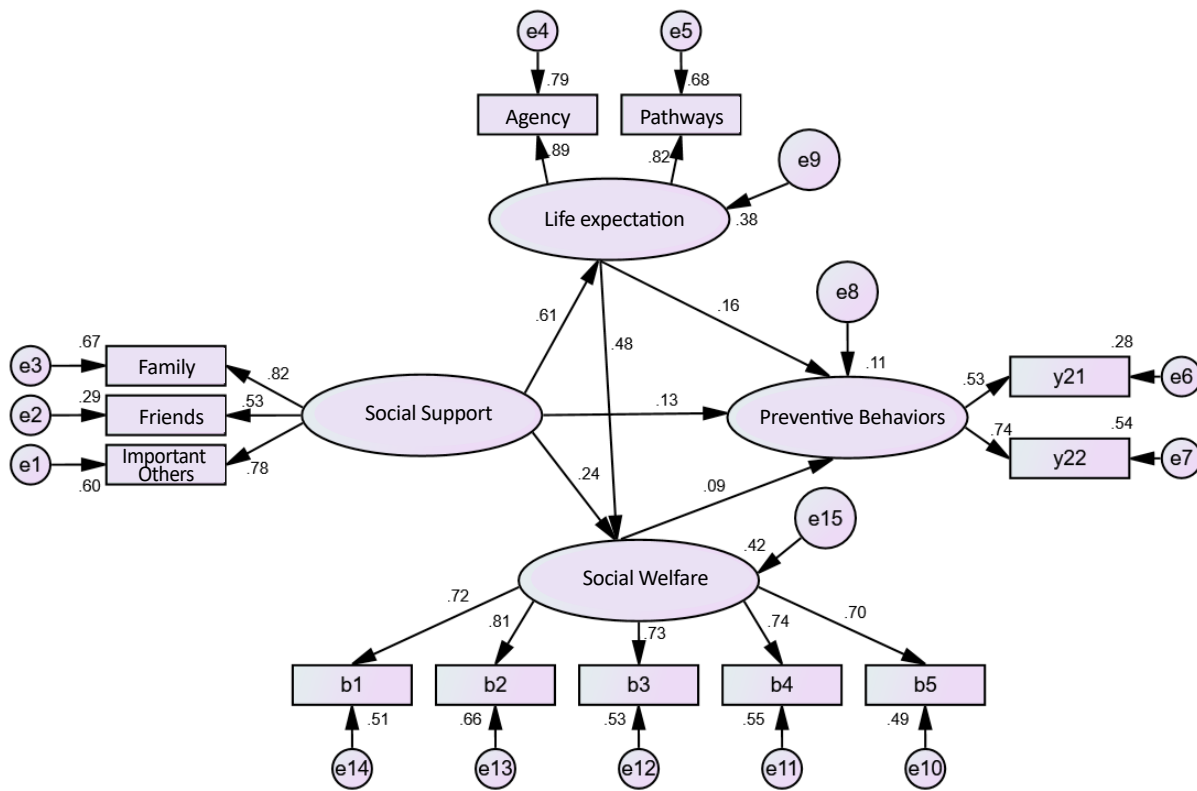 e4
e5
.79
.68
Agency
Pathways
.89
.82
e9
Life expectation
.38
e8
.61
.16
.48
.11
.67
.28
e3
Family
.82
.53
y21
e6
.29
.53
e2
Friends
Social Support
.13
Preventive Behaviors
.54
.74
e1
Important
Others
.78
y22
e7
.60
.24
.09
e15
.42
Social Welfare
.72
.81
.73
.74
.70
b1
b2
b3
b4
b5
.51
.66
.53
.55
.49
e14
e13
e12
e11
e10